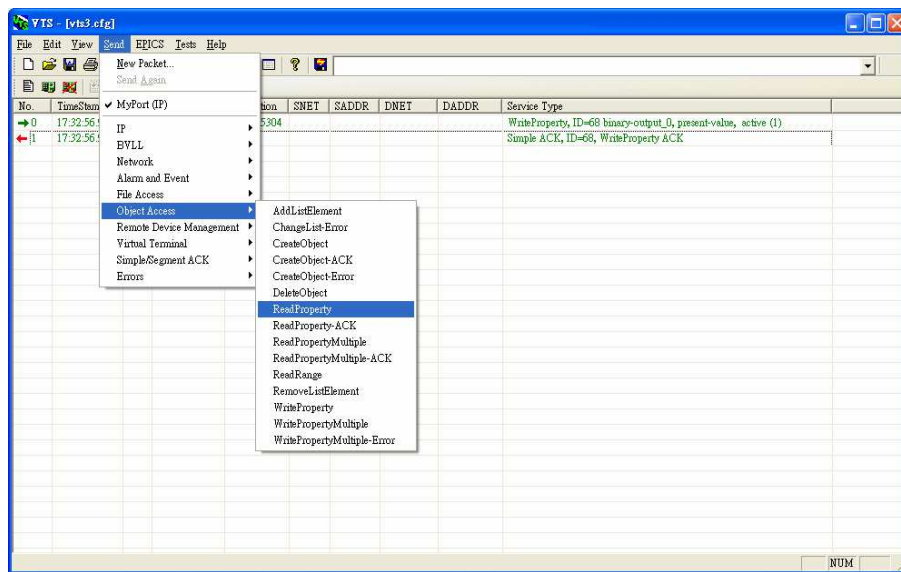 VTS - [vts3.cfg]
File Edit View Send EPICS Tests Help
New Packet...
Send Again
No. TimeStam tion SNET SADDR DNET DADDR Service Type
MyPort (IP)
0 17:32:56. 5304 WriteProperty, ID=68 binary-output_0, present-value, active (1)
1 17:32:56. Simple ACK, ID=68, WriteProperty ACK
IP
BVLL
Network
Alarm and Event
File Access
Object Access
Remote Device Management
Virtual Terminal
Simple/Segment ACK
Errors
AddListElement
ChangeList-Error
CreateObject
CreateObject-ACK
CreateObject-Error
DeleteObject
ReadProperty
ReadProperty-ACK
ReadPropertyMultiple
ReadPropertyMultiple-ACK
ReadRange
RemoveListElement
WriteProperty
WritePropertyMultiple
WritePropertyMultiple-Error
NUM